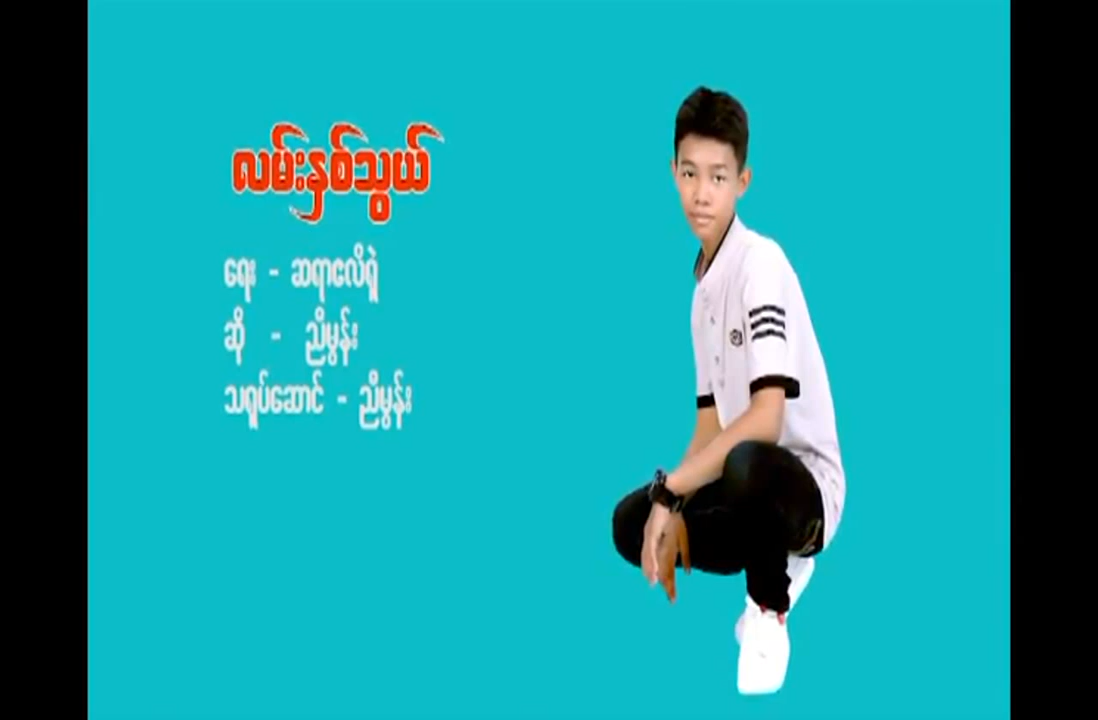 လမ်းနှစ်သွယ်
ရေး - ဆရာလေးရှဲ
ဆို - ညီမွန်း
သရုပ်ဆောင် - ညီမွန်း